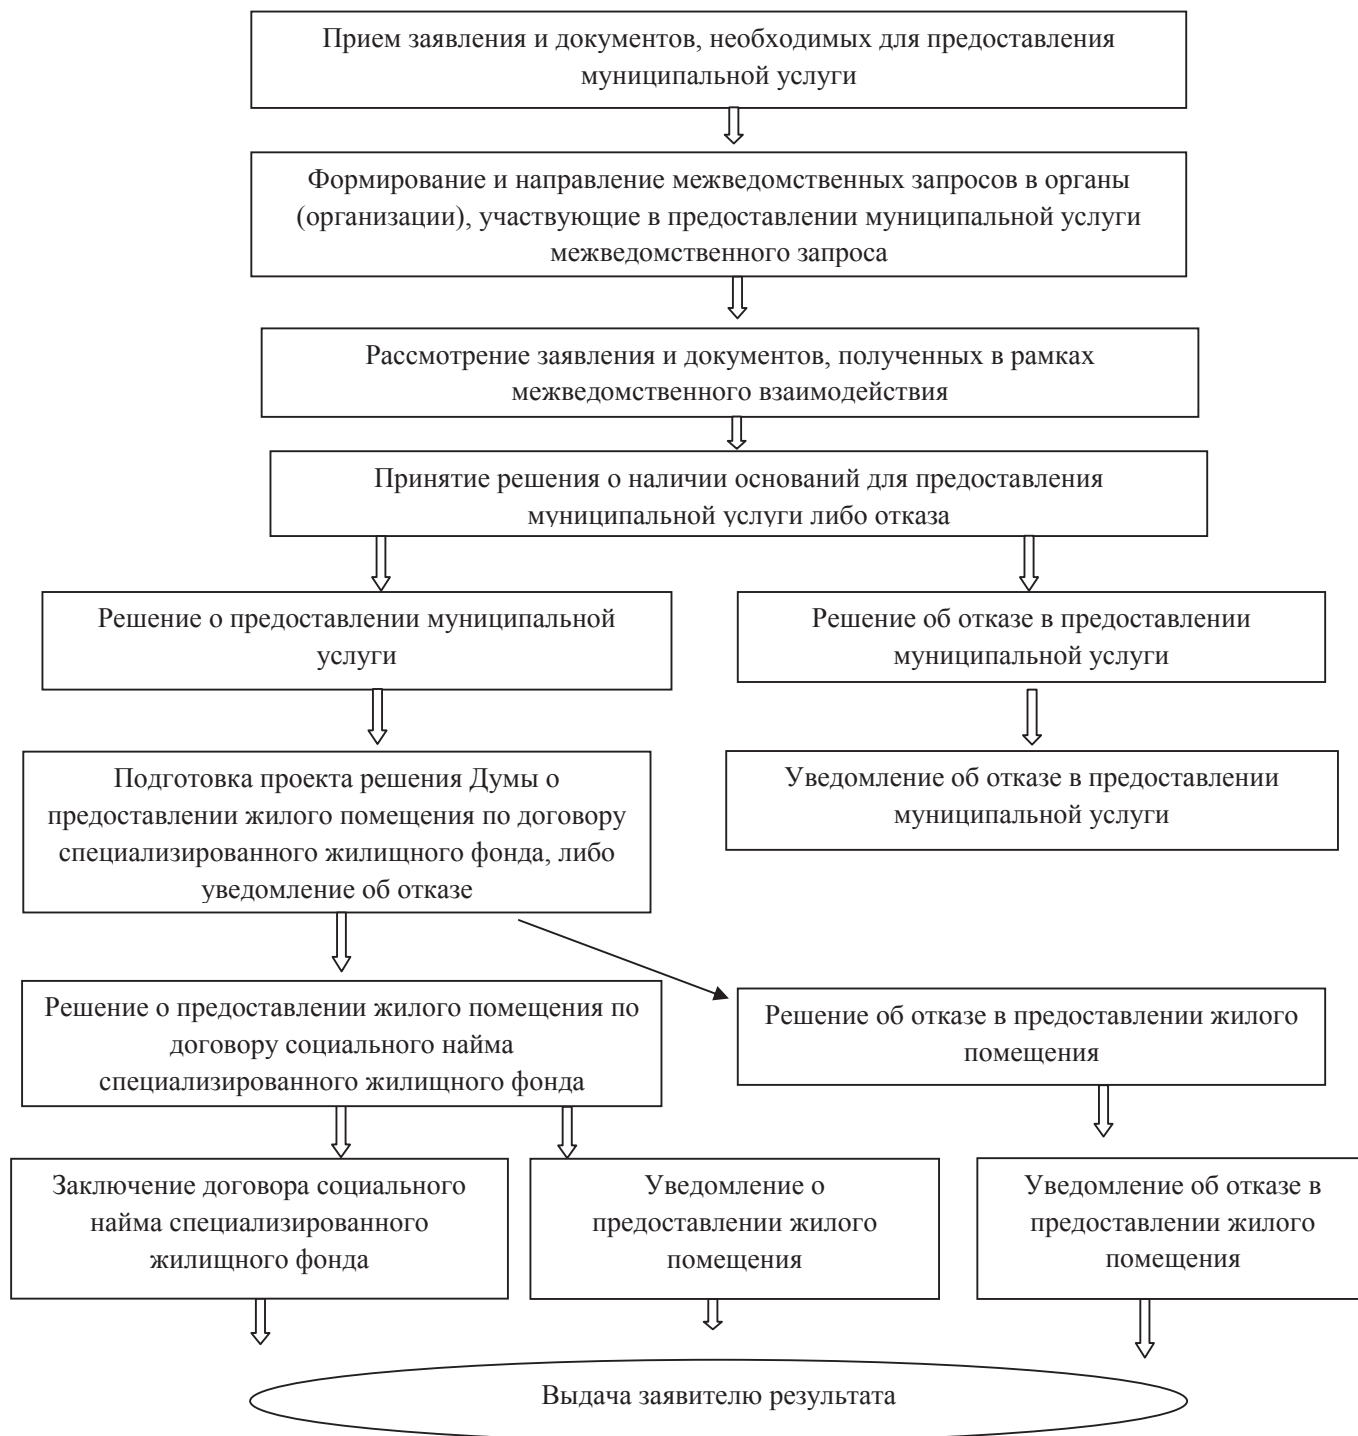 Прием заявления и документов, необходимых для предоставления
муниципальной услуги
Формирование и направление межведомственных запросов в органы
(организации), участвующие в предоставлении муниципальной услуги
межведомственного запроса
Рассмотрение заявления и документов, полученных в рамках
межведомственного взаимодействия
Принятие решения о наличии оснований для предоставления
муниципальной услуги либо отказа
Решение о предоставлении муниципальной
услуги
Решение об отказе в предоставлении
муниципальной услуги
Подготовка проекта решения Думы о
предоставлении жилого помещения по договору
специализированного жилищного фонда, либо
уведомление об отказе
Уведомление об отказе в предоставлении
муниципальной услуги
Решение о предоставлении жилого помещения по
договору социального найма
специализированного жилищного фонда
Решение об отказе в предоставлении жилого
помещения
Заключение договора социального
найма специализированного
жилищного фонда
Уведомление о
предоставлении жилого
помещения
Уведомление об отказе в
предоставлении жилого
помещения
Выдача заявителю результата